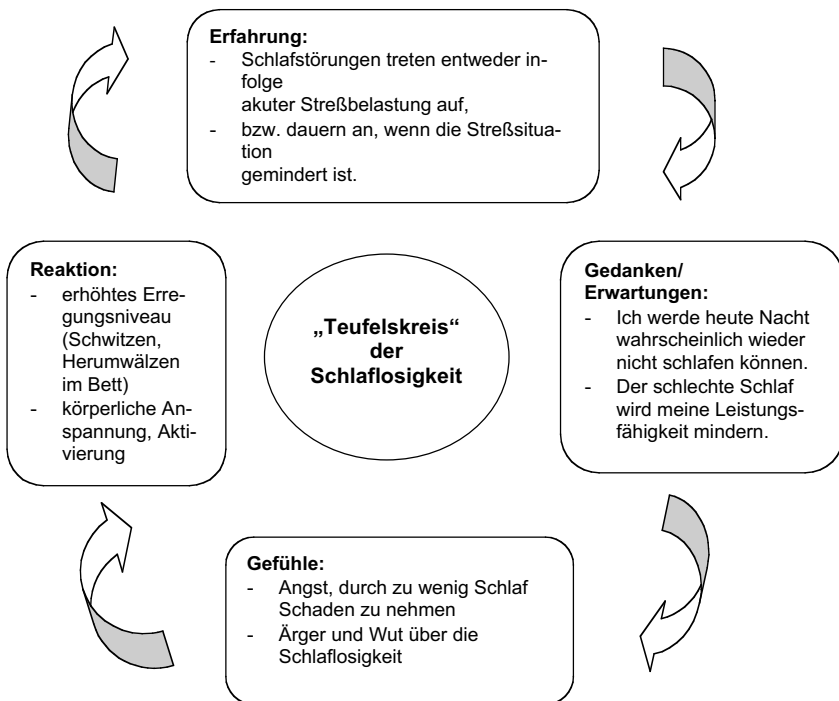 Erfahrung:
- Schlafstörungen treten entweder in-
folge
akuter Streßbelastung auf,
- bzw. dauern an, wenn die Streßsitua-
tion
gemindert ist.
Reaktion:
- erhöhtes Erre-
gungsniveau
(Schwitzen,
Herumwälzen
im Bett)
- körperliche An-
spannung, Akti-
vierung
„Teufelskreis“
der
Schlaflosigkeit
Gedanken/
Erwartungen:
- Ich werde heute Nacht
wahrscheinlich wieder
nicht schlafen können.
- Der schlechte Schlaf
wird meine Leistungs-
fähigkeit mindern.
Gefühle:
- Angst, durch zu wenig Schlaf
Schaden zu nehmen
- Ärger und Wut über die
Schlaflosigkeit